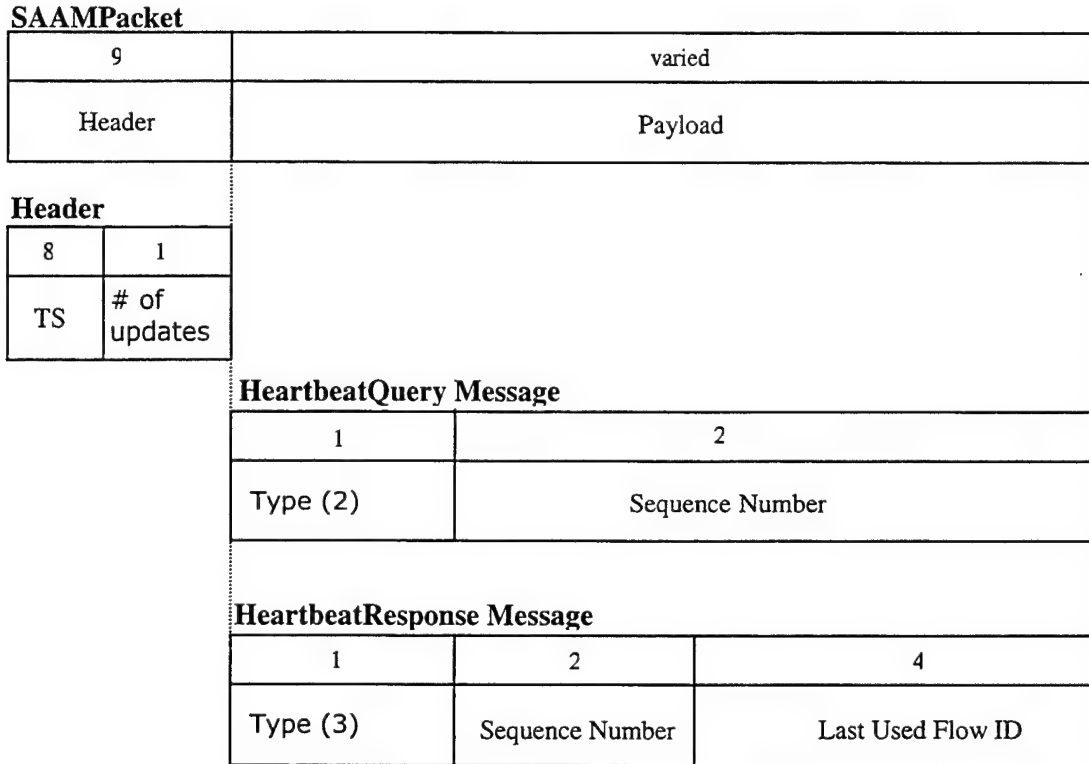 SAAMPacket
9 varied
Header Payload
Header
8 1
TS # of
updates
HeartbeatQuery Message
1 2
Type (2) Sequence Number
HeartbeatResponse Message
1 2 4
Type (3) Sequence Number Last Used Flow ID